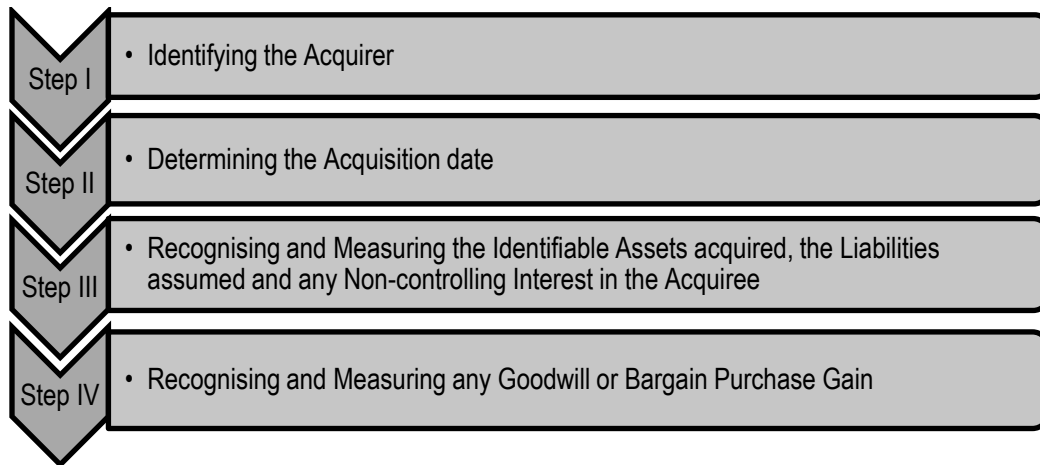 Step I
• Identifying the Acquirer
Step II
• Determining the Acquisition date
Step III
• Recognising and Measuring the Identifiable Assets acquired, the Liabilities
assumed and any Non-controlling Interest in the Acquiree
Step IV
• Recognising and Measuring any Goodwill or Bargain Purchase Gain